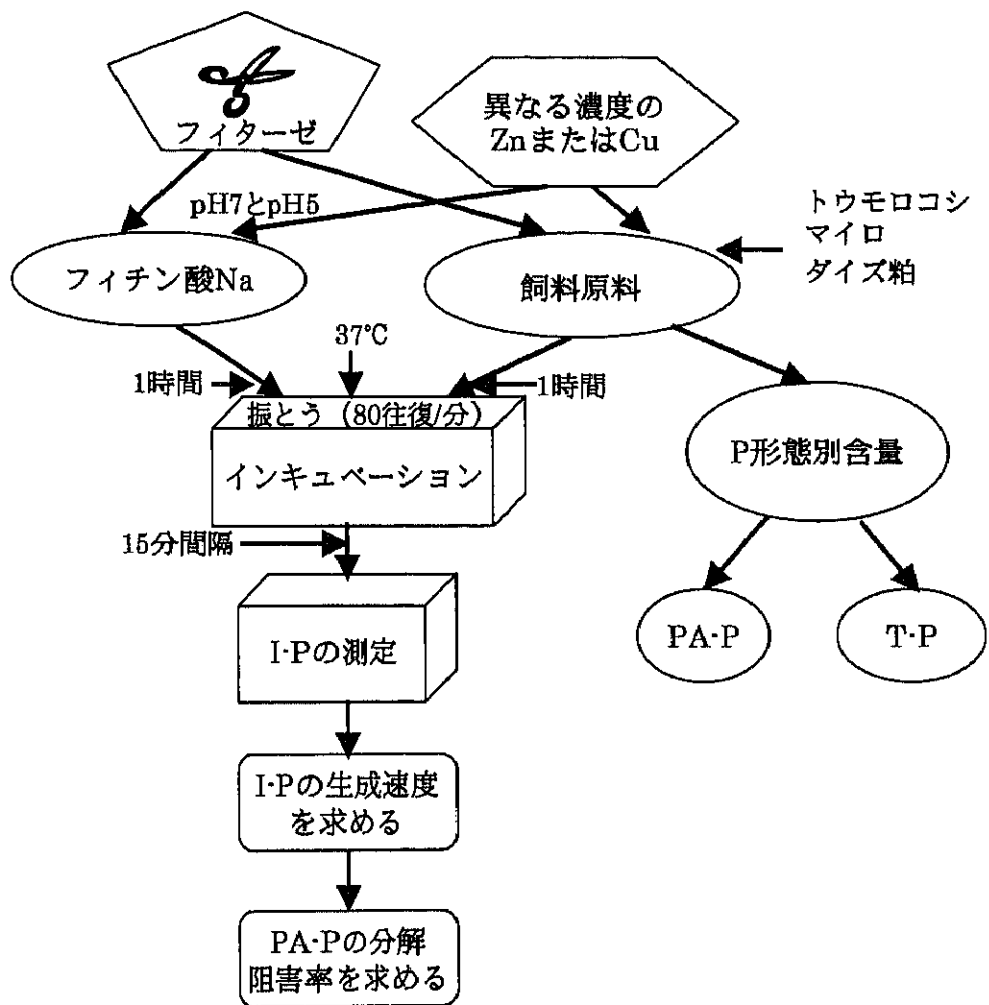 フィターゼ
異なる濃度の
ZnまたはCu
pH7とpH5
トウモロコシ
マイロ
ダイズ粕
フィチン酸Na
飼料原料
37℃
1時間
1時間
振とう（80往復/分）
インキュベーション
P形態別含量
15分間隔
I·Pの測定
PA·P
T·P
I·Pの生成速度
を求める
PA·Pの分解
阻害率を求める